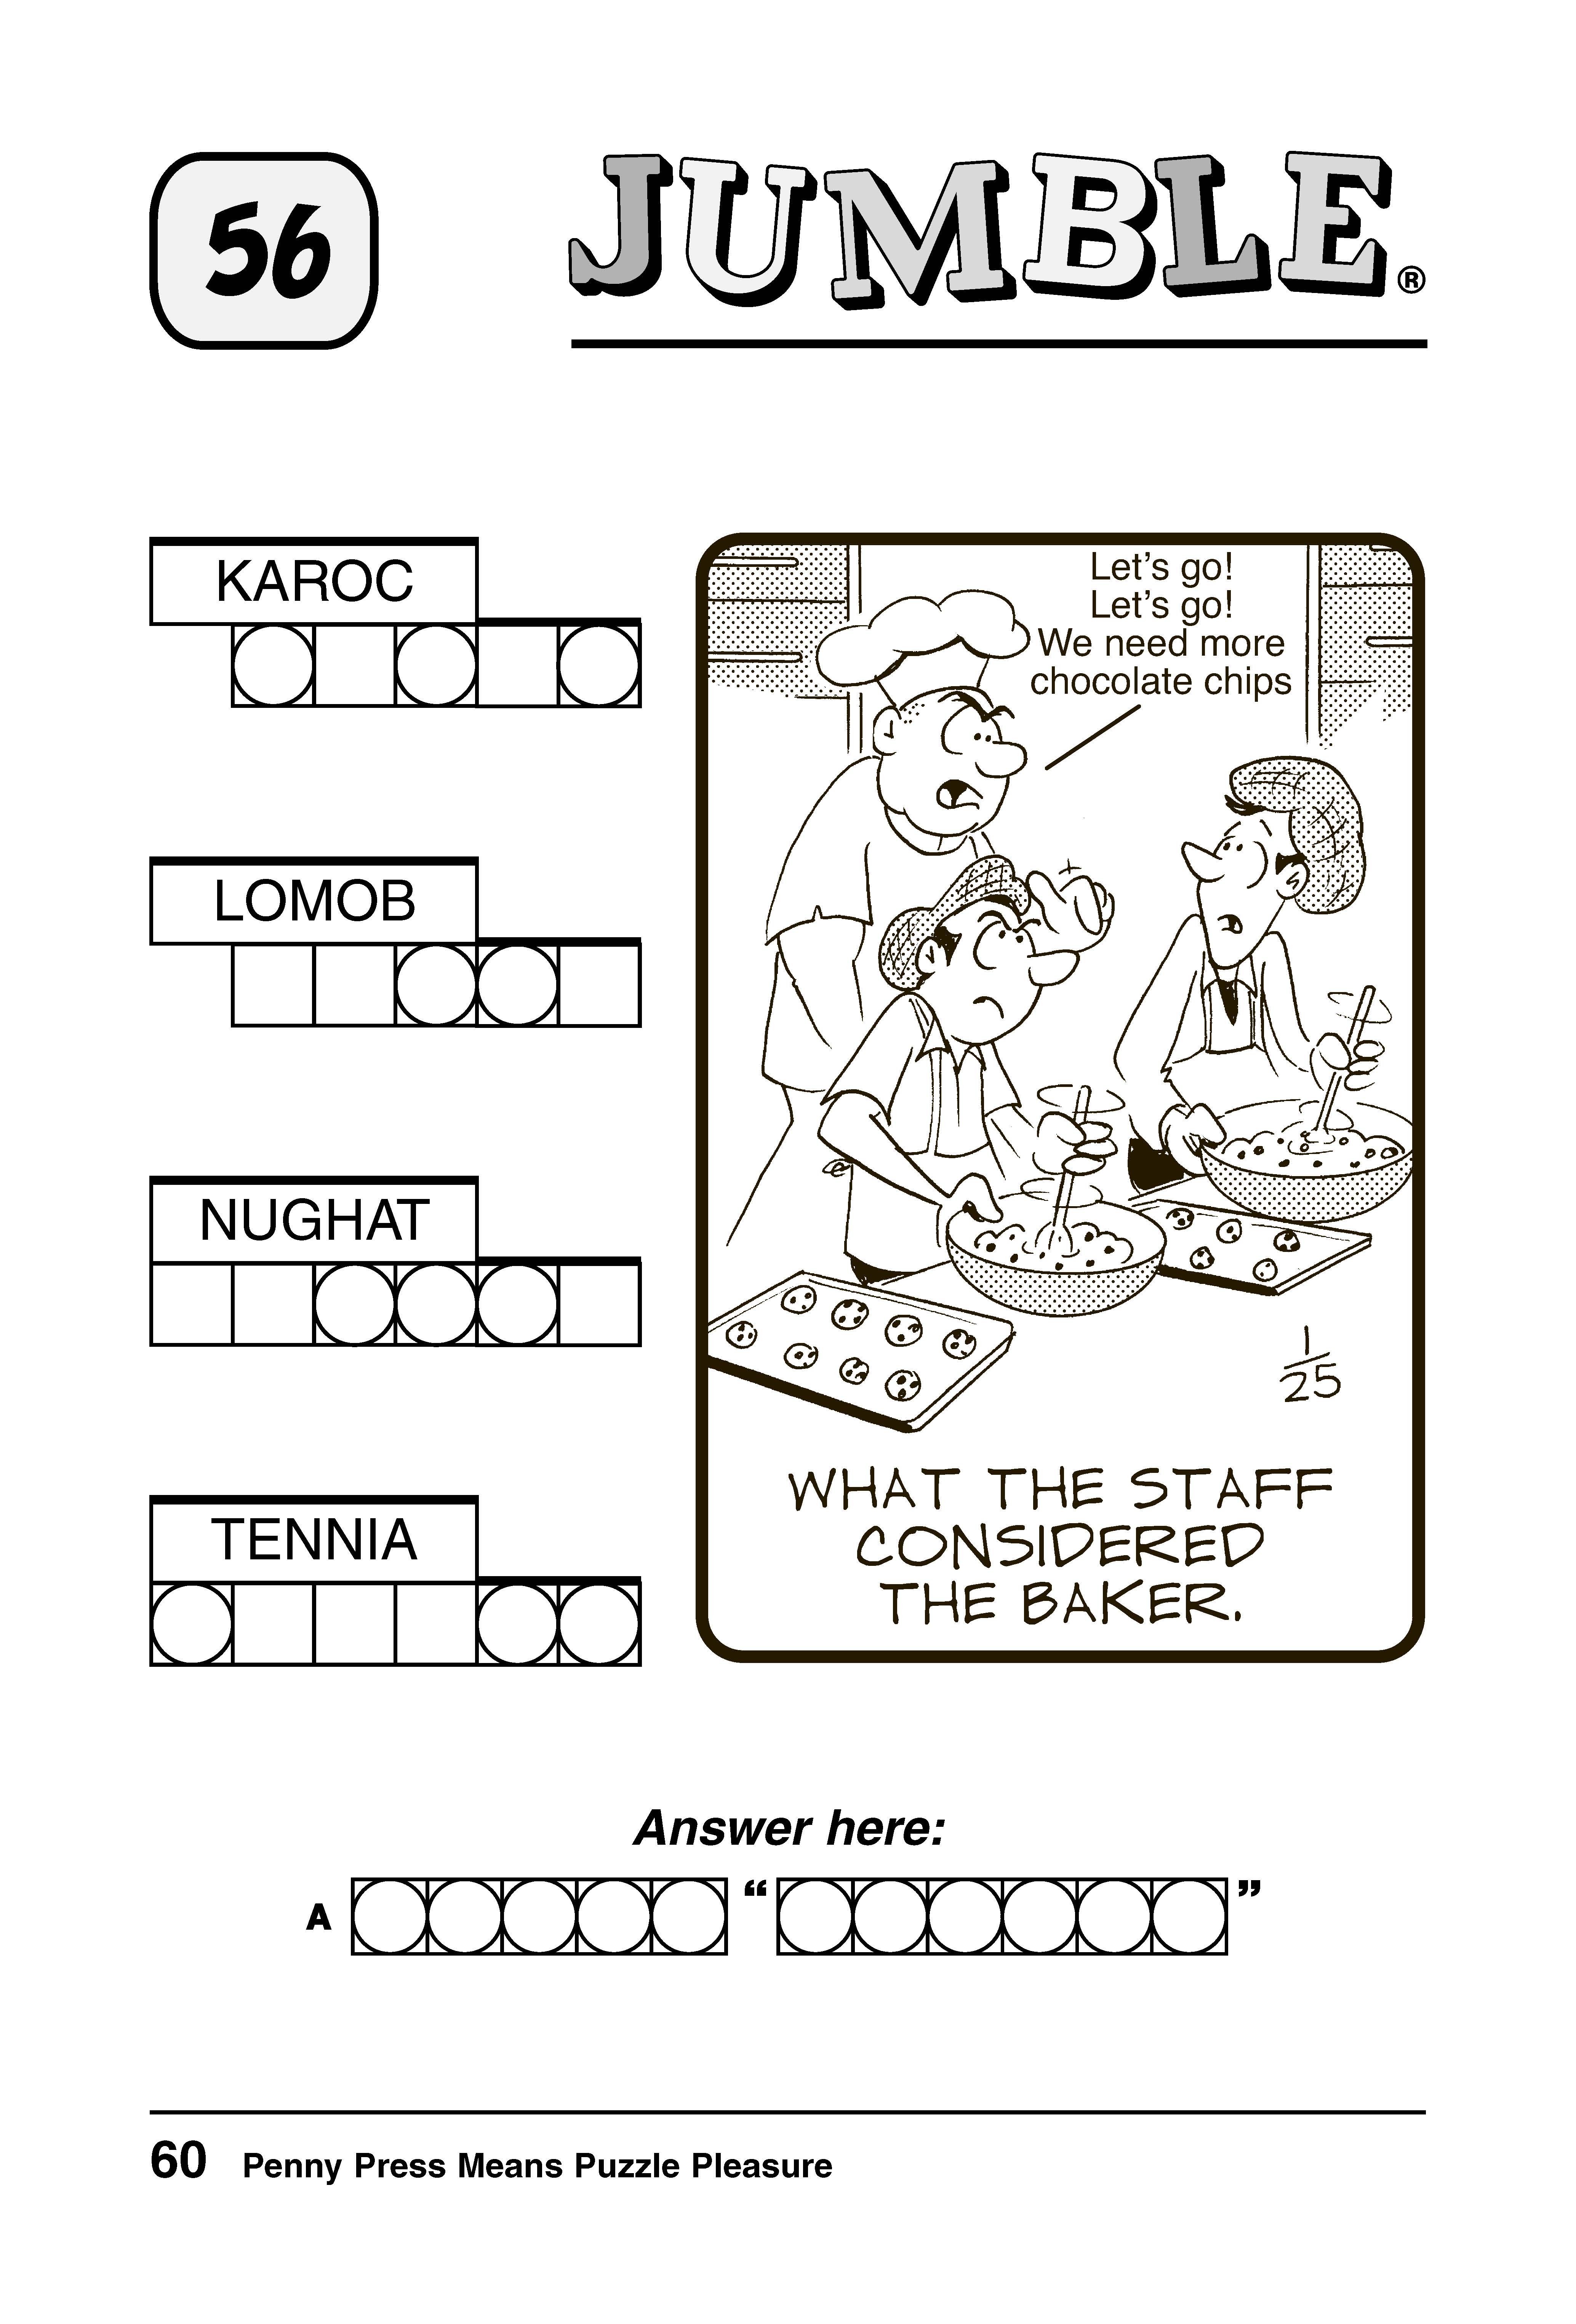 56
JUMBLE®
KAROC
LOMOB
NUGHAT
TENNIA
Let’s go!
Let’s go!
We need more
chocolate chips
1
25
WHAT THE STAFF
CONSIDERED
THE BAKER.
Answer here:
A “ ”
60 Penny Press Means Puzzle Pleasure